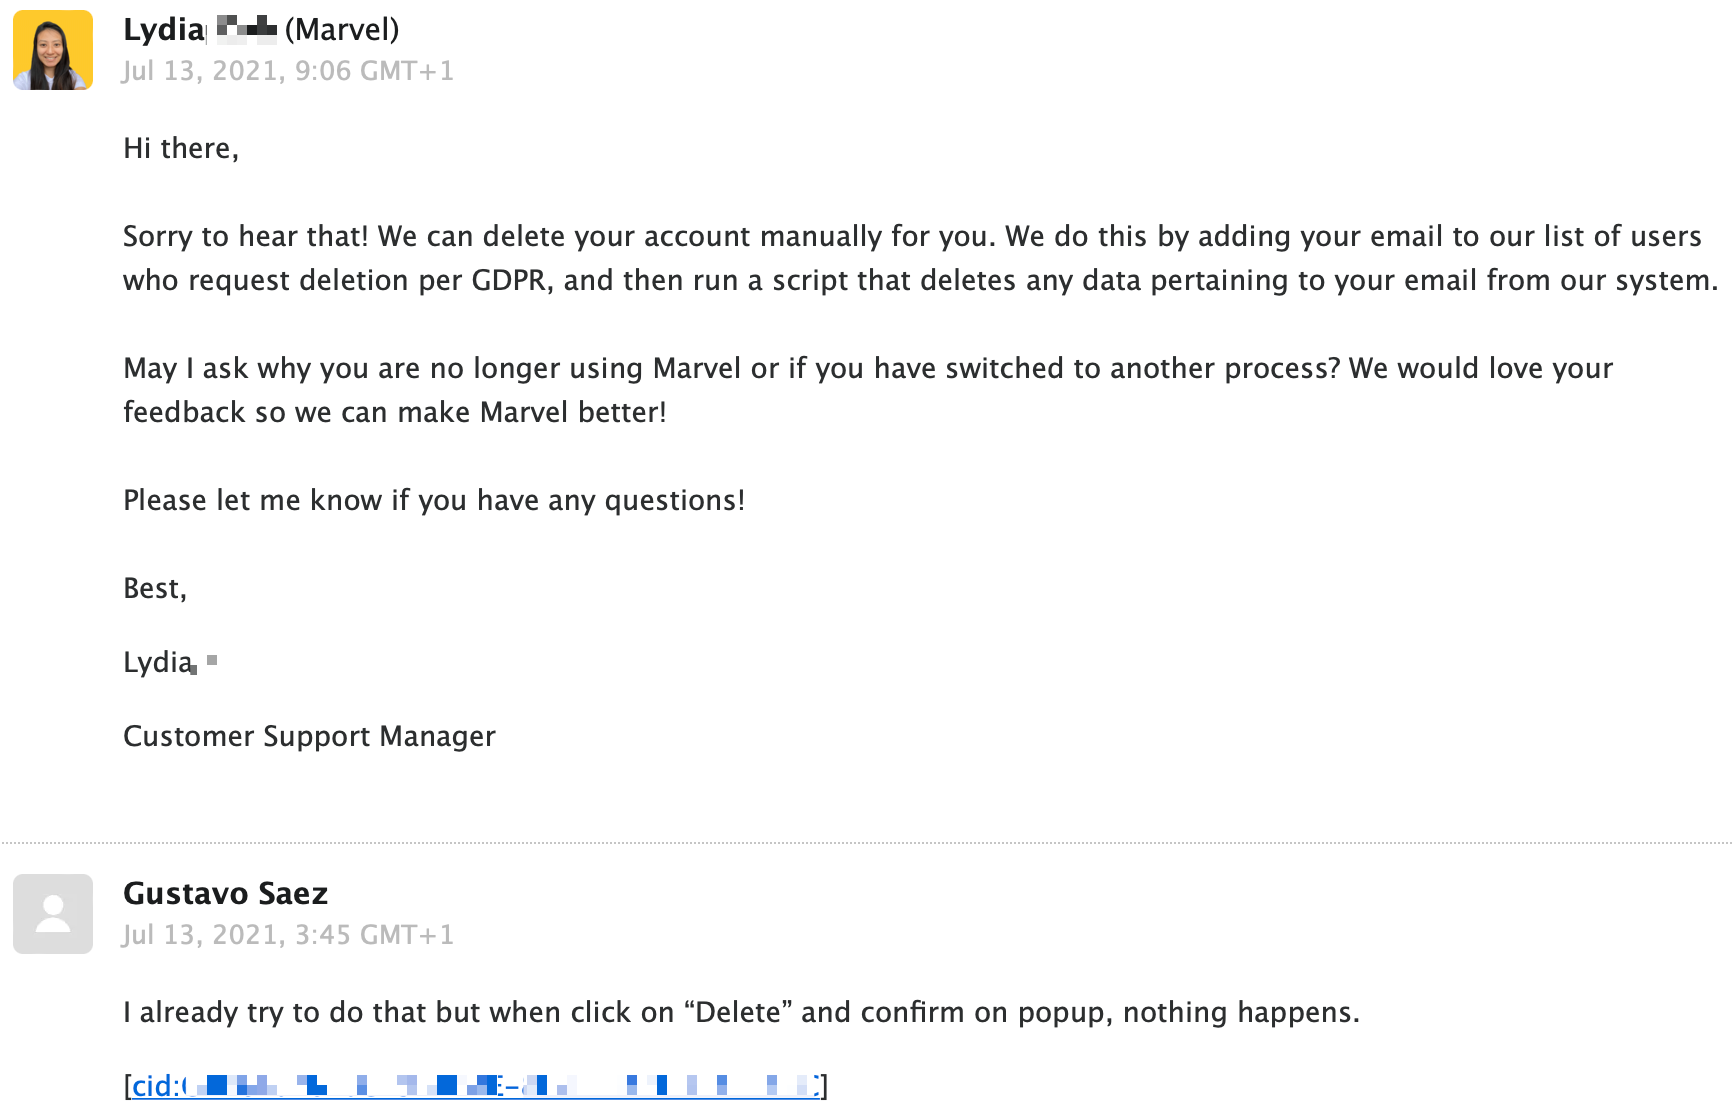 Lydia (Marvel)
Jul 13, 2021, 9:06 GMT+1
Hi there,
Sorry to hear that! We can delete your account manually for you. We do this by adding your email to our list of users
who request deletion per GDPR, and then run a script that deletes any data pertaining to your email from our system.
May I ask why you are no longer using Marvel or if you have switched to another process? We would love your
feedback so we can make Marvel better!
Please let me know if you have any questions!
Best,
Lydia
Customer Support Manager
Gustavo Saez
Jul 13, 2021, 3:45 GMT+1
I already try to do that but when click on “Delete” and confirm on popup, nothing happens.
[cid: